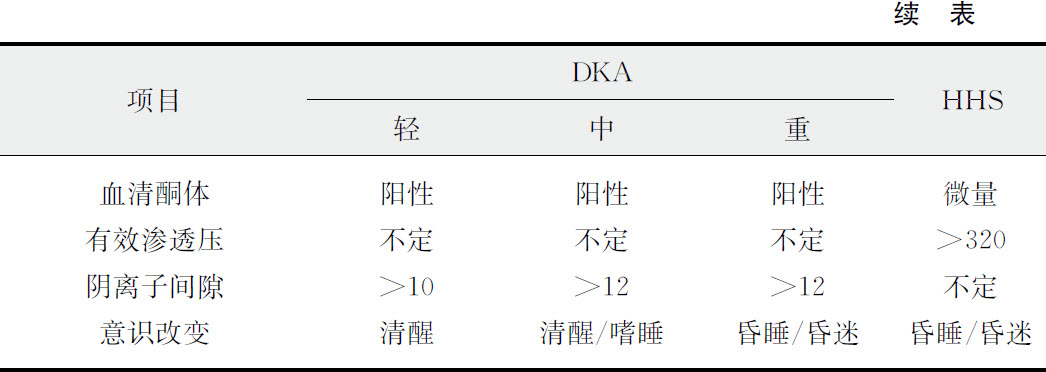 续 表
项目 DKA HHS
轻 中 重
血清酮体 阳性 阳性 阳性 微量
有效渗透压 不定 不定 不定 >320
阴离子间隙 >10 >12 >12 不定
意识改变 清醒 清醒/嗜睡 昏睡/昏迷 昏睡/昏迷